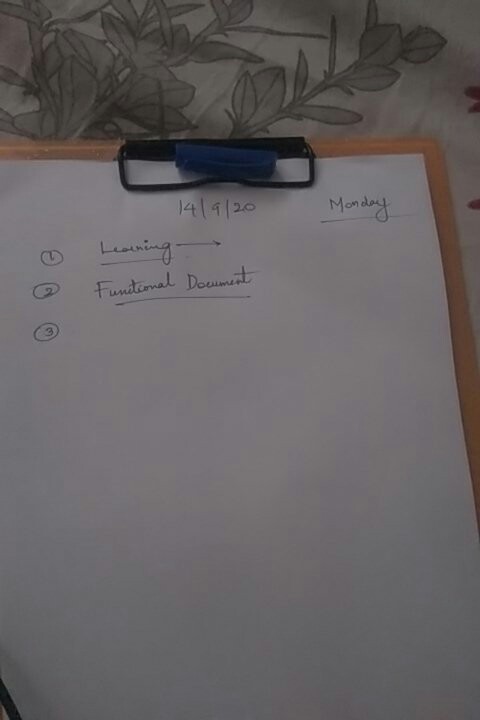 14/9/20 Monday
① Learning →
② Functional Document
③